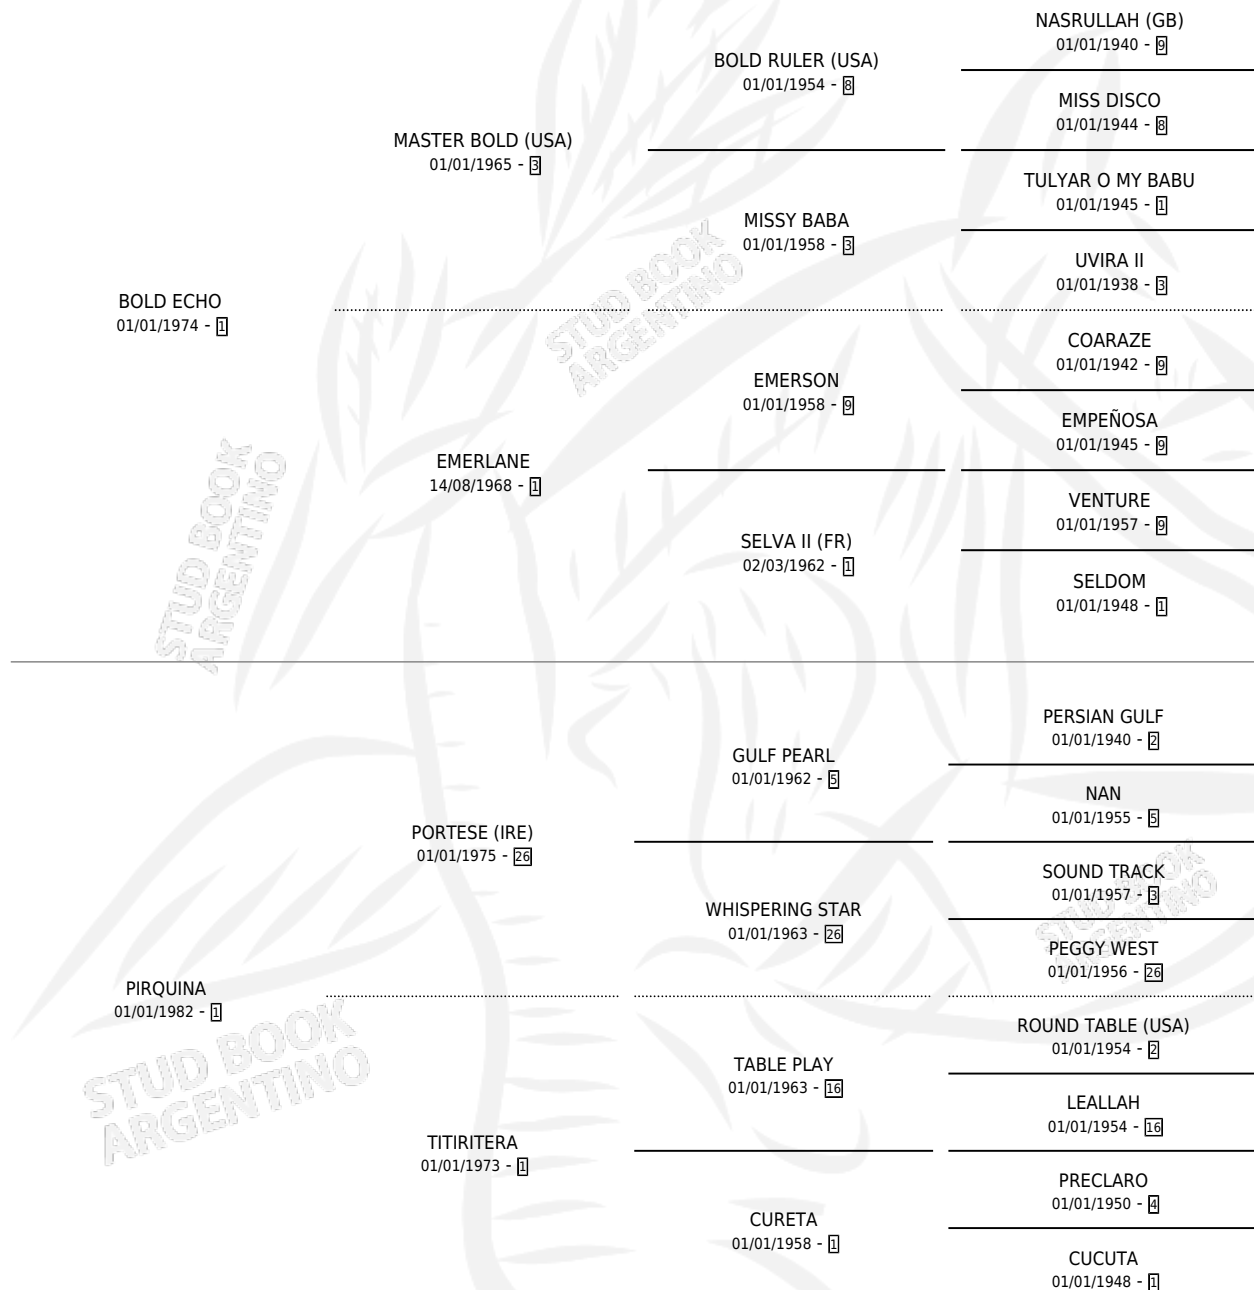 NASRULLAH (GB)
01/01/1940 - 9
BOLD RULER (USA)
01/01/1954 - 8
MISS DISCO
01/01/1944 - 8
MASTER BOLD (USA)
01/01/1965 - 3
TULYAR O MY BABU
01/01/1945 - 1
MISSY BABA
01/01/1958 - 3
UVIRA II
01/01/1938 - 3
BOLD ECHO
01/01/1974 - 1
COARAZE
01/01/1942 - 9
EMERSON
01/01/1958 - 9
EMPEÑOSA
01/01/1945 - 9
EMERLANE
14/08/1968 - 1
VENTURE
01/01/1957 - 9
SELVA II (FR)
02/03/1962 - 1
SELDOM
01/01/1948 - 1
STUD BOOK
ARGENTINO
STUD BOOK
ARGENTINO
PERSIAN GULF
01/01/1940 - 2
GULF PEARL
01/01/1962 - 5
NAN
01/01/1955 - 5
PORTESE (IRE)
01/01/1975 - 26
SOUND TRACK
01/01/1957 - 3
WHISPERING STAR
01/01/1963 - 26
PEGGY WEST
01/01/1956 - 26
PIRQUINA
01/01/1982 - 1
ROUND TABLE (USA)
01/01/1954 - 2
TABLE PLAY
01/01/1963 - 16
LEALLAH
01/01/1954 - 16
TITIRITERA
01/01/1973 - 1
PRECLARO
01/01/1950 - 4
CURETA
01/01/1958 - 1
CUCUTA
01/01/1948 - 1
STUD BOOK
ARGENTINO
STUD BOOK
ARGENTINO